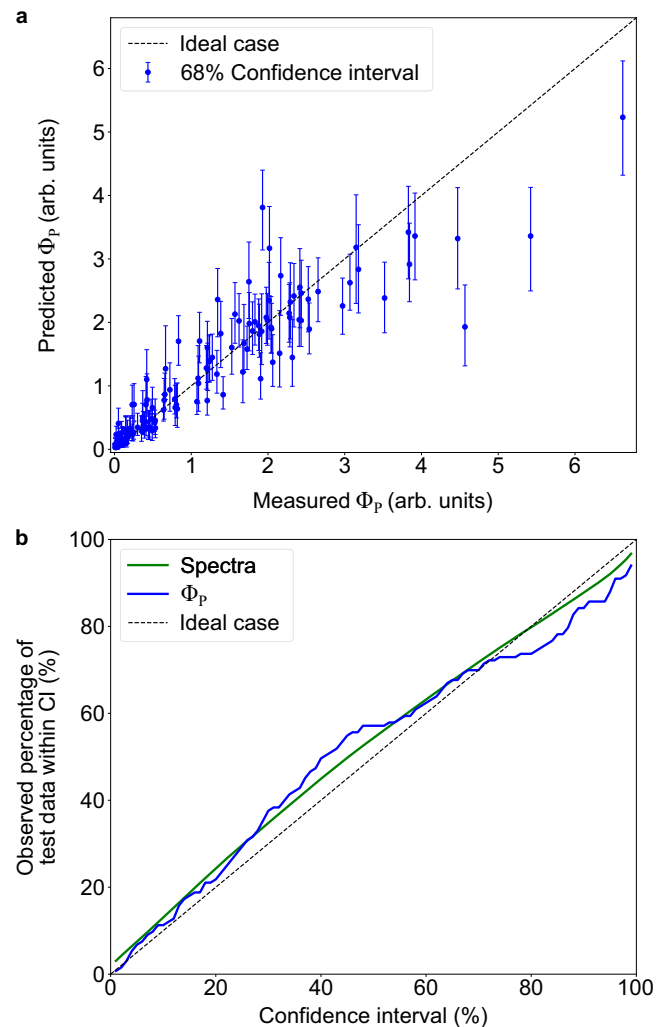 a
Ideal case
68% Confidence interval
6
5
4
3
2
1
0
Predicted Φ_P (arb. units)
0 1 2 3 4 5 6
Measured Φ_P (arb. units)
b
Spectra
Φ_P
Ideal case
100
80
60
40
20
0
Observed percentage of
test data within CI (%)
0 20 40 60 80 100
Confidence interval (%)